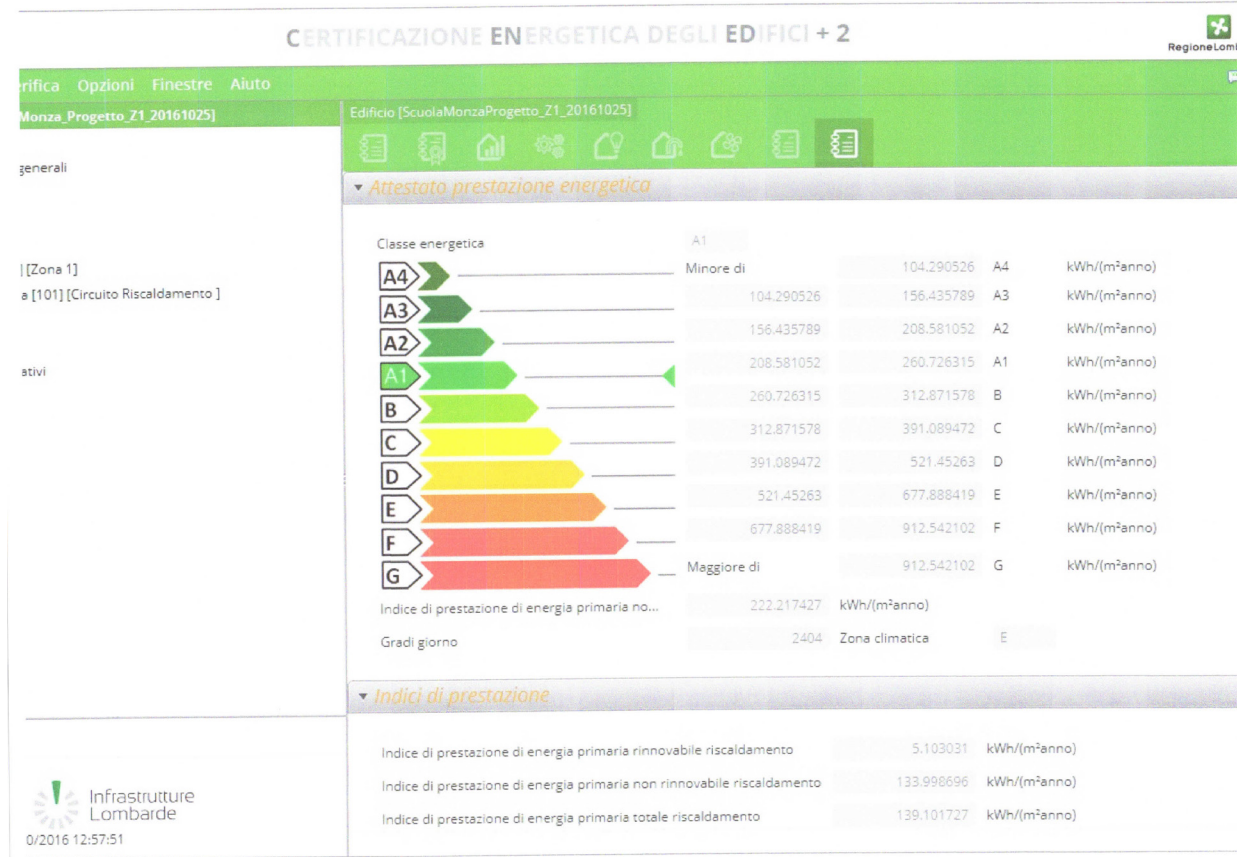 CERTIFICAZIONE ENERGETICA DEGLI EDIFICI + 2
RegioneLomb
erifica Opzioni Finestre Aiuto
Monza_Progetto_Z1_20161025]
Edificio [ScuolaMonzaProgetto_Z1_20161025]
generali
Attestato prestazione energetica
Classe energetica A1
] [Zona 1]
a [101] [Circuito Riscaldamento ]
ativi
A4 Minore di 104.290526 A4 kWh/(m²anno)
A3 104.290526 156.435789 A3 kWh/(m²anno)
A2 156.435789 208.581052 A2 kWh/(m²anno)
A1 208.581052 260.726315 A1 kWh/(m²anno)
B 260.726315 312.871578 B kWh/(m²anno)
C 312.871578 391.089472 C kWh/(m²anno)
D 391.089472 521.45263 D kWh/(m²anno)
E 521.45263 677.888419 E kWh/(m²anno)
F 677.888419 912.542102 F kWh/(m²anno)
G Maggiore di 912.542102 G kWh/(m²anno)
Indice di prestazione di energia primaria no... 222.217427 kWh/(m²anno)
Gradi giorno 2404 Zona climatica E
Indici di prestazione
Indice di prestazione di energia primaria rinnovabile riscaldamento 5.103031 kWh/(m²anno)
Indice di prestazione di energia primaria non rinnovabile riscaldamento 133.998696 kWh/(m²anno)
Indice di prestazione di energia primaria totale riscaldamento 139.101727 kWh/(m²anno)
Infrastrutture
Lombarde
0/2016 12:57:51